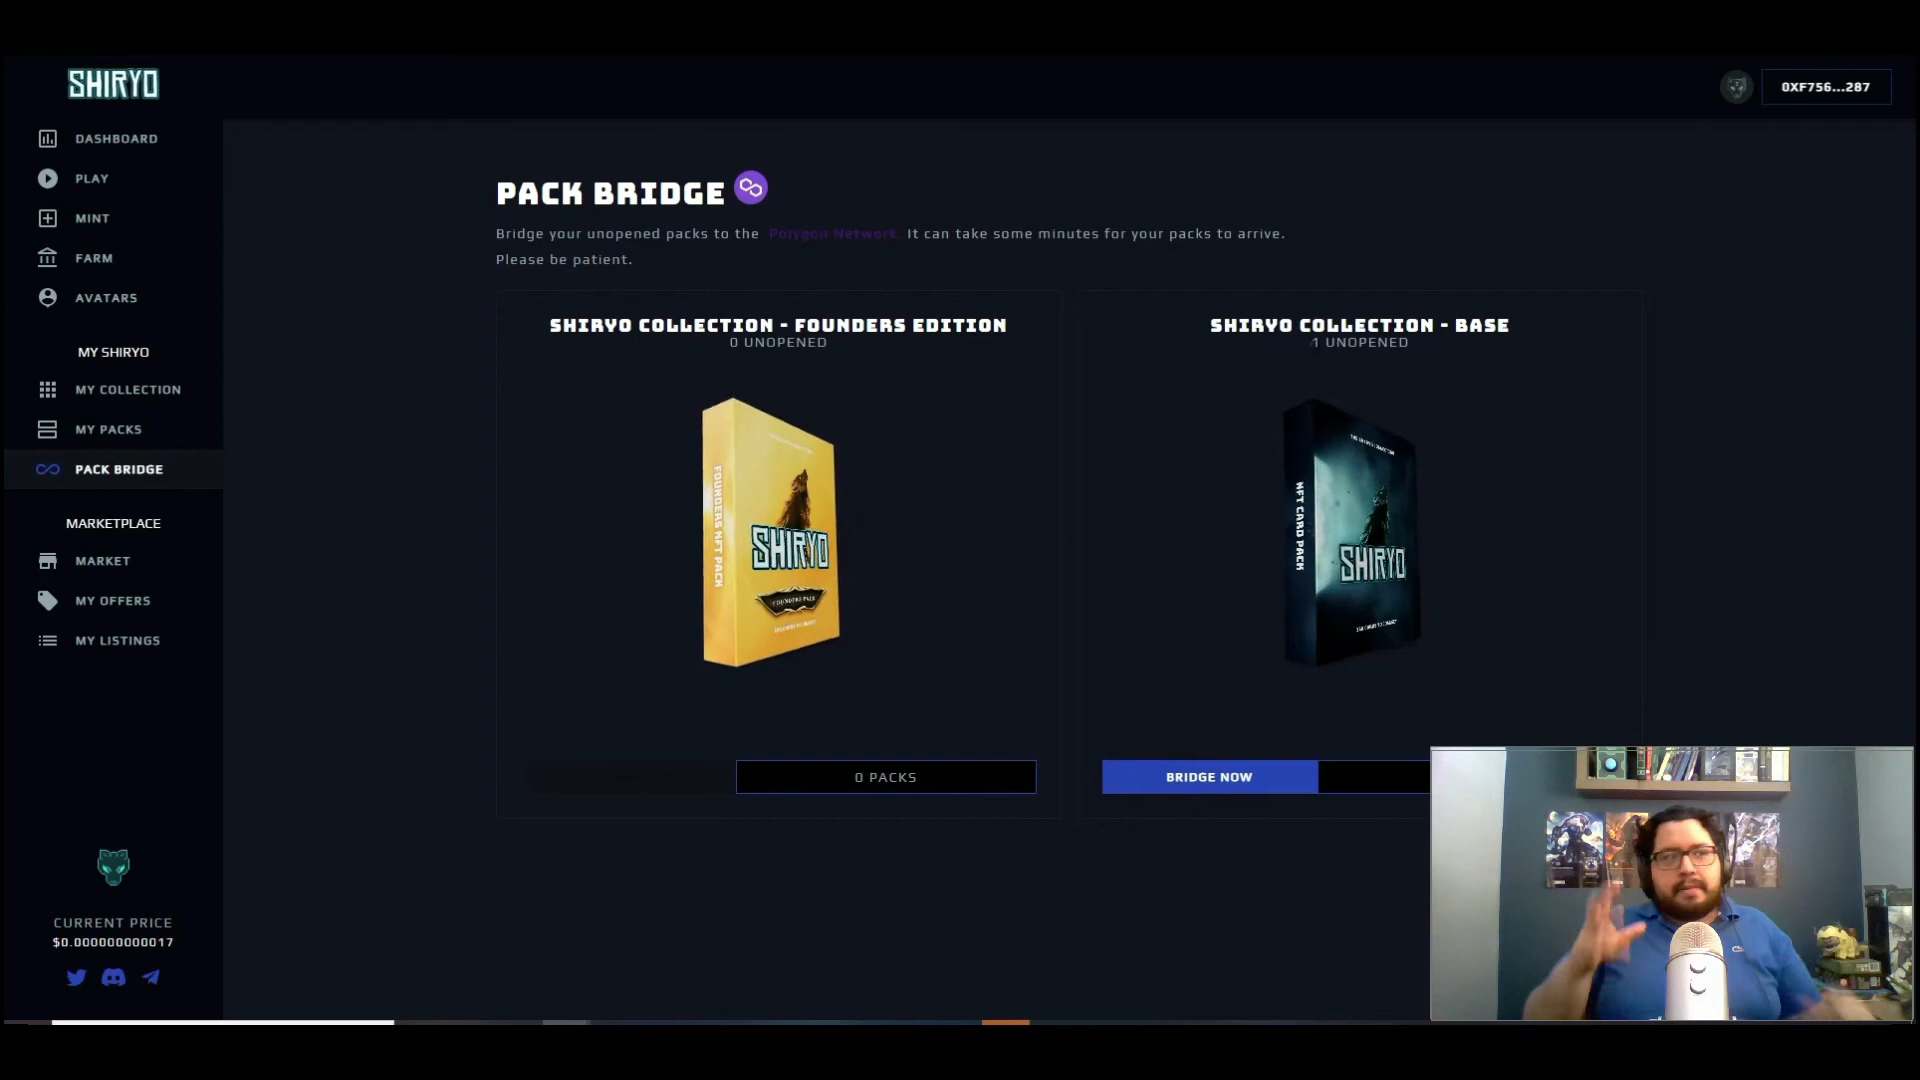 SHIRYO
0XF756...287
DASHBOARD
PLAY
MINT
FARM
AVATARS
MY SHIRYO
MY COLLECTION
MY PACKS
PACK BRIDGE
MARKETPLACE
MARKET
MY OFFERS
MY LISTINGS
CURRENT PRICE
$0.000000000017
PACK BRIDGE
Bridge your unopened packs to the Polygon Network. It can take some minutes for your packs to arrive.
Please be patient.
SHIRYO COLLECTION - FOUNDERS EDITION
0 UNOPENED
FOUNDERS NFT PACK
SHIRYO
FOUNDERS PACK
0 PACKS
SHIRYO COLLECTION - BASE
1 UNOPENED
NFT CARD PACK
SHIRYO
BRIDGE NOW